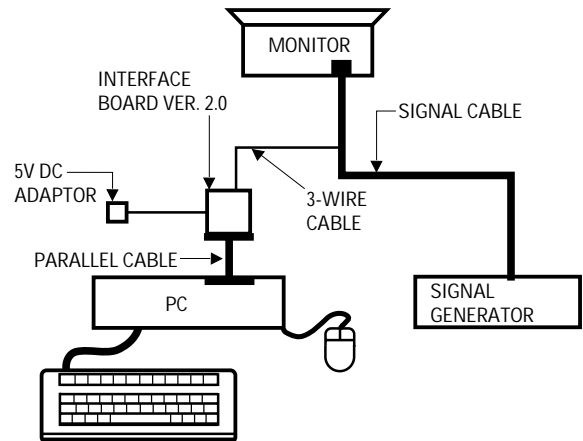 MONITOR
INTERFACE
BOARD VER. 2.0
SIGNAL CABLE
5V DC
ADAPTOR
3-WIRE
CABLE
PARALLEL CABLE
PC
SIGNAL
GENERATOR